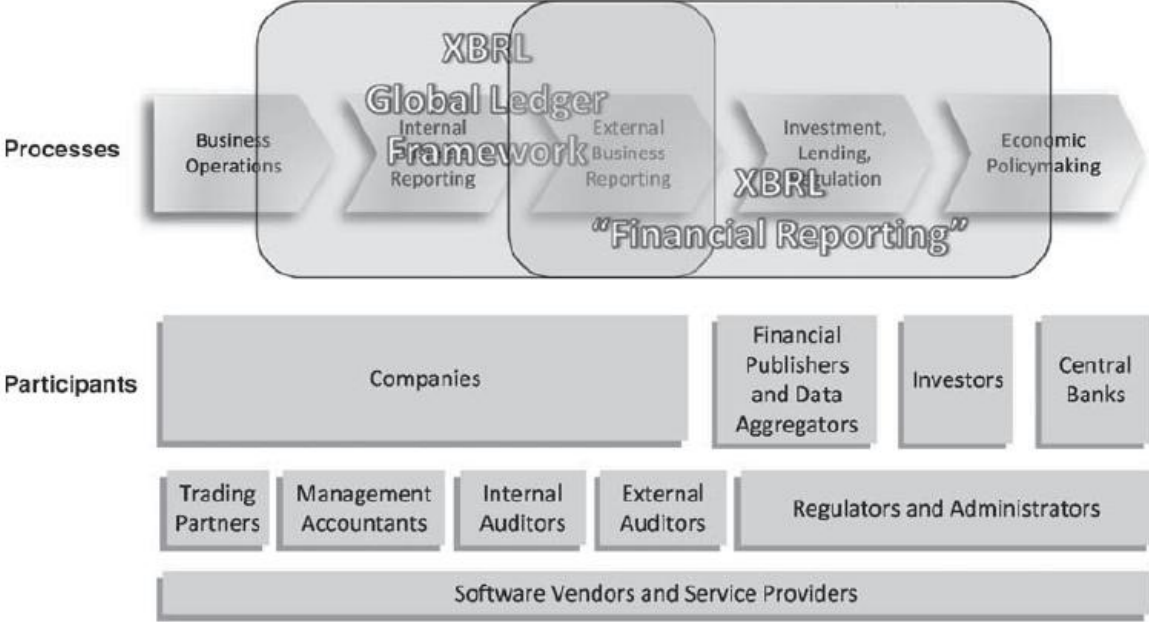 XBRL
Global Ledger
Framework
Processes
Business
Operations
Internal
Reporting
External
Business
Reporting
Investment,
Lending,
Regulation
Economic
Policymaking
XBRL
“Financial Reporting”
Participants
Companies
Financial
Publishers
and Data
Aggregators
Investors
Central
Banks
Trading
Partners
Management
Accountants
Internal
Auditors
External
Auditors
Regulators and Administrators
Software Vendors and Service Providers